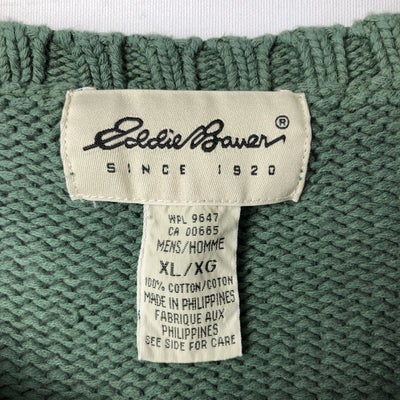 Eddie Bauer®
SINCE 1920
WPL 9647
CA 00665
MENS/HOMME
XL/XG
100% COTTON/COTON
MADE IN PHILIPPINES
FABRIQUE AUX
PHILIPPINES
SEE SIDE FOR CARE